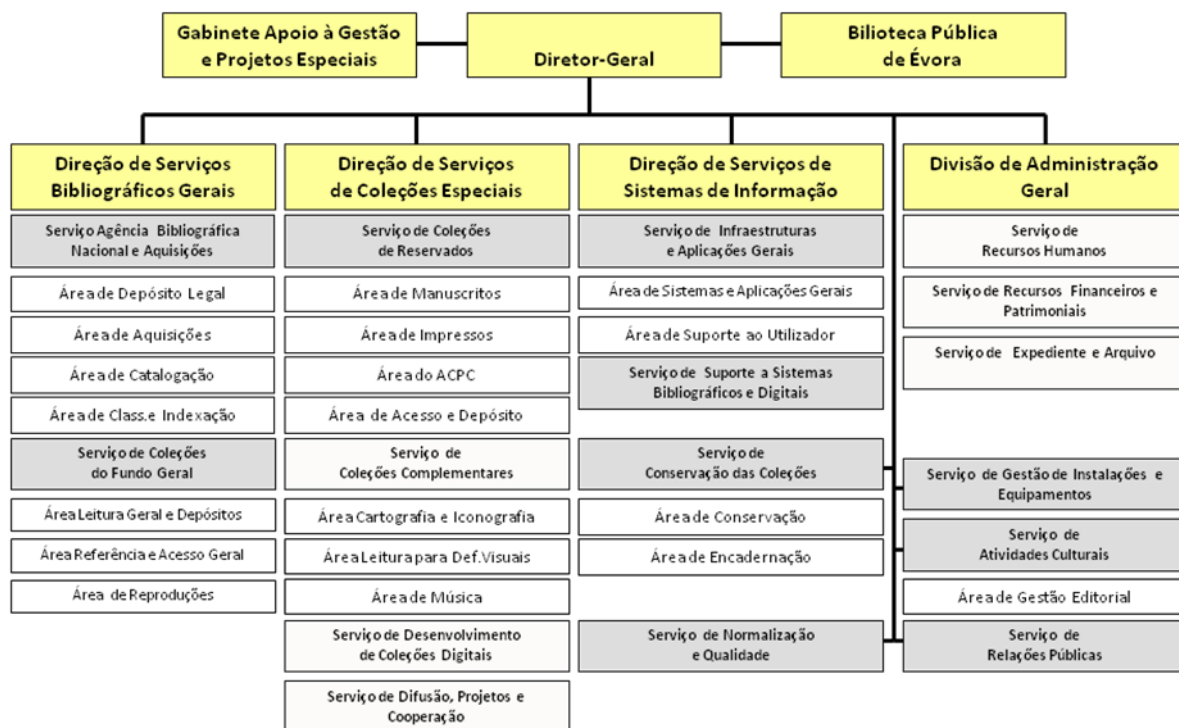 Gabinete Apoio à Gestão
e Projetos Especiais
Diretor-Geral
Bilioteca Pública
de Évora
Direção de Serviços
Bibliográficos Gerais
Serviço Agência Bibliográfica
Nacional e Aquisições
Área de Depósito Legal
Área de Aquisições
Área de Catalogação
Área de Class.e Indexação
Serviço de Coleções
do Fundo Geral
Área Leitura Geral e Depósitos
Área Referência e Acesso Geral
Área de Reproduções
Direção de Serviços
de Coleções Especiais
Serviço de Coleções
de Reservados
Área de Manuscritos
Área de Impressos
Área do ACPC
Área de Acesso e Depósito
Serviço de
Coleções Complementares
Área Cartografia e Iconografia
Área Leitura para Def.Visuais
Área de Música
Serviço de Desenvolvimento
de Coleções Digitais
Serviço de Difusão, Projetos e
Cooperação
Direção de Serviços de
Sistemas de Informação
Serviço de Infraestruturas
e Aplicações Gerais
Área de Sistemas e Aplicações Gerais
Área de Suporte ao Utilizador
Serviço de Suporte a Sistemas
Bibliográficos e Digitais
Serviço de
Conservação das Coleções
Área de Conservação
Área de Encadernação
Serviço de Normalização
e Qualidade
Divisão de Administração
Geral
Serviço de
Recursos Humanos
Serviço de Recursos Financeiros e
Patrimoniais
Serviço de Expediente e Arquivo
Serviço de Gestão de Instalações e
Equipamentos
Serviço de
Atividades Culturais
Área de Gestão Editorial
Serviço de
Relações Públicas